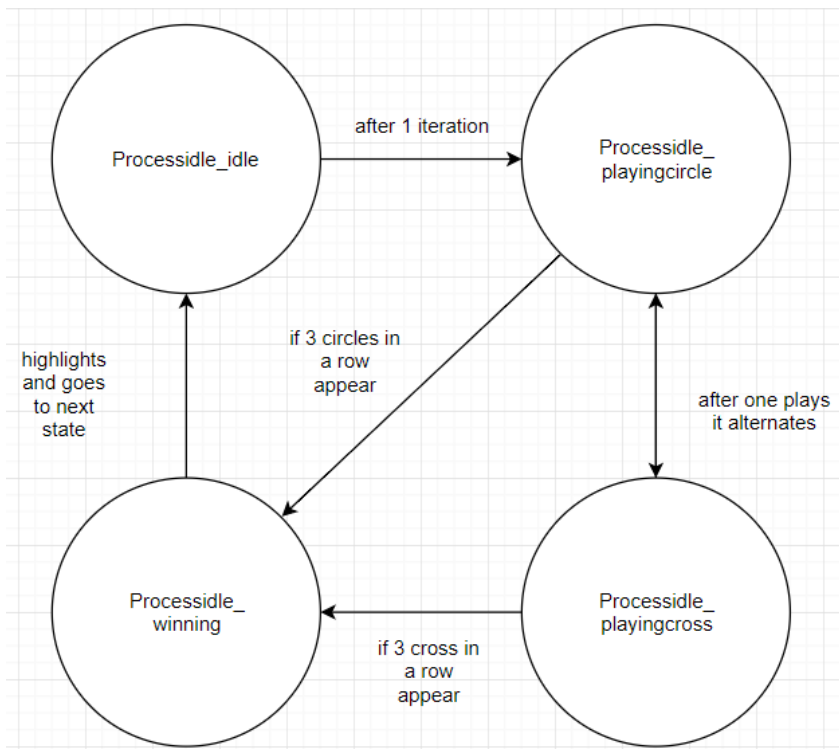 Processidle_idle
after 1 iteration
Processidle_
playingcircle
if 3 circles in
a row
appear
highlights
and goes
to next
state
after one plays
it alternates
Processidle_
winning
if 3 cross in
a row
appear
Processidle_
playingcross